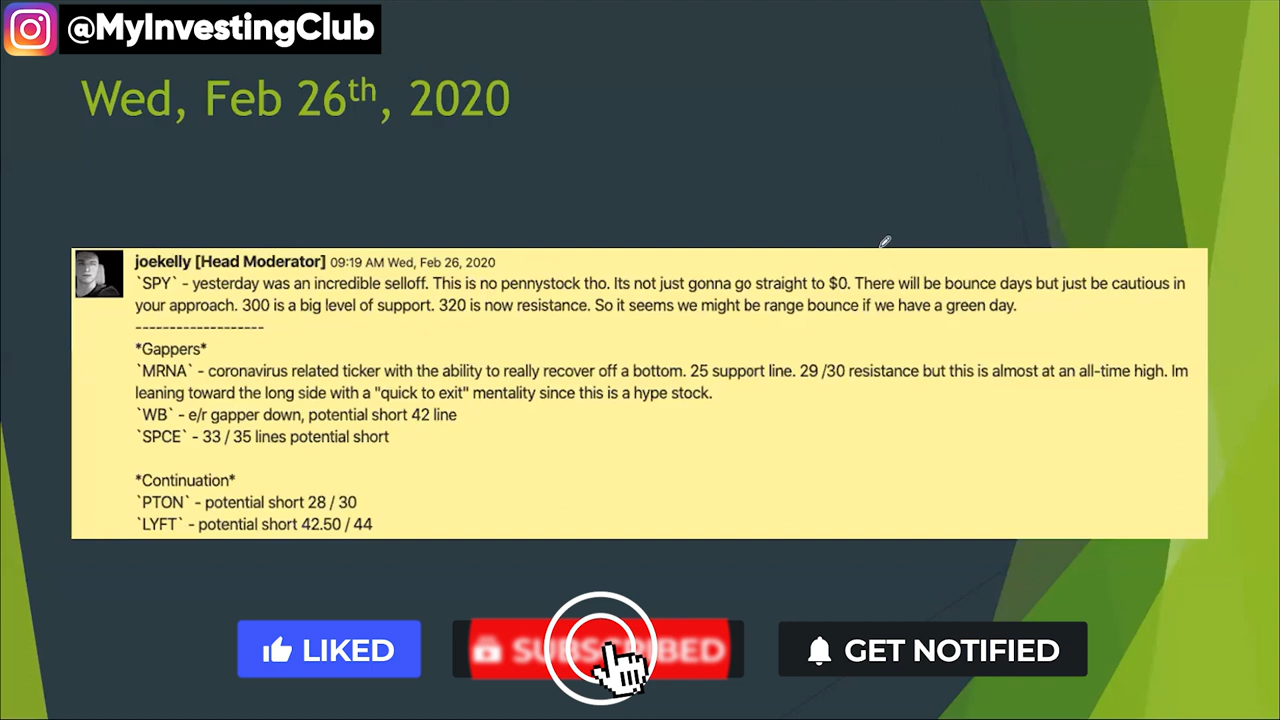 @MyInvestingClub
Wed, Feb 26th, 2020
joekelly [Head Moderator] 09:19 AM Wed, Feb 26, 2020
`SPY` - yesterday was an incredible selloff. This is no pennystock tho. Its not just gonna go straight to $0. There will be bounce days but just be cautious in
your approach. 300 is a big level of support. 320 is now resistance. So it seems we might be range bounce if we have a green day.
-------------------
*Gappers*
`MRNA` - coronavirus related ticker with the ability to really recover off a bottom. 25 support line. 29 /30 resistance but this is almost at an all-time high. Im
leaning toward the long side with a "quick to exit" mentality since this is a hype stock.
`WB` - e/r gapper down, potential short 42 line
`SPCE` - 33 / 35 lines potential short
*Continuation*
`PTON` - potential short 28 / 30
`LYFT` - potential short 42.50 / 44
LIKED
SUBSCRIBED
GET NOTIFIED